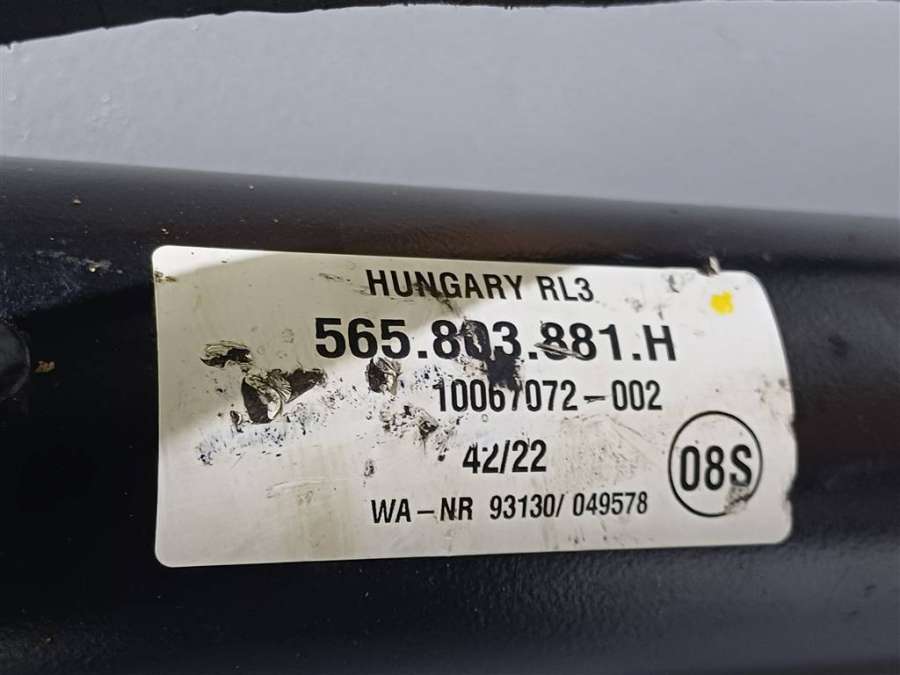 HUNGARY RL3
565.803.881.H
10067072-002
42/22
08S
WA-NR 93130/ 049578